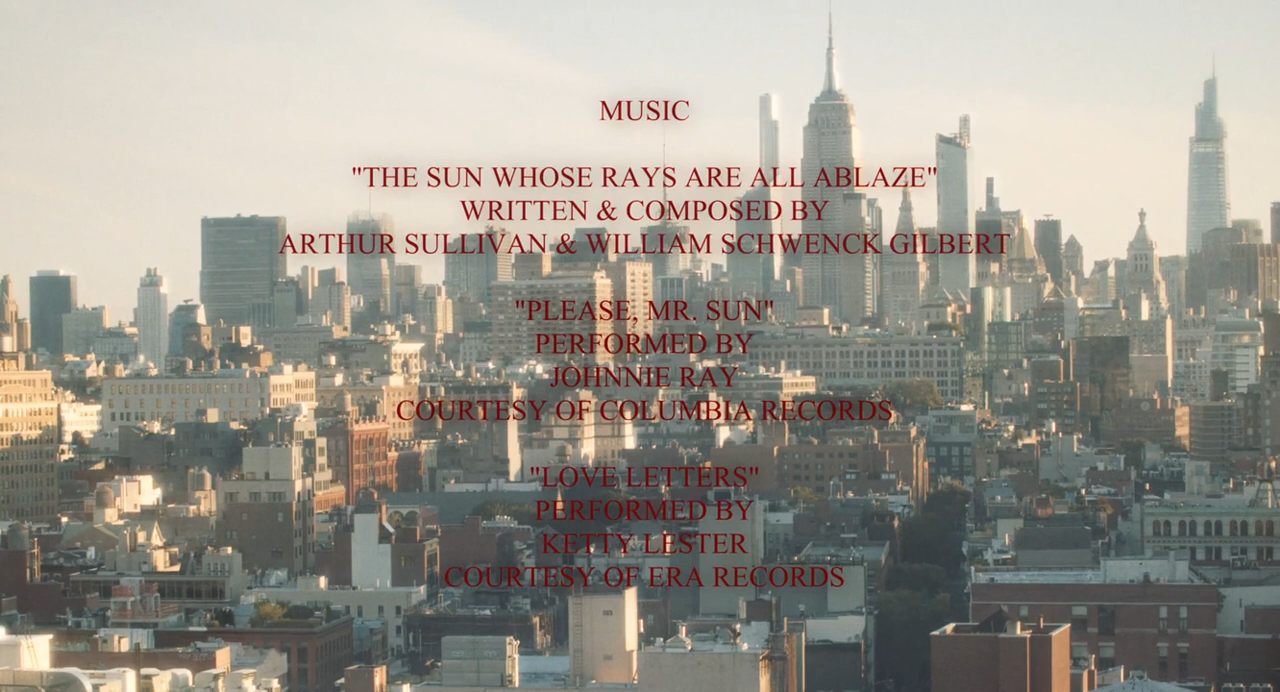 MUSIC
"THE SUN WHOSE RAYS ARE ALL ABLAZE"
WRITTEN & COMPOSED BY
ARTHUR SULLIVAN & WILLIAM SCHWENCK GILBERT
"PLEASE, MR. SUN"
PERFORMED BY
JOHNNIE RAY
COURTESY OF COLUMBIA RECORDS
"LOVE LETTERS"
PERFORMED BY
KETTY LESTER
COURTESY OF ERA RECORDS